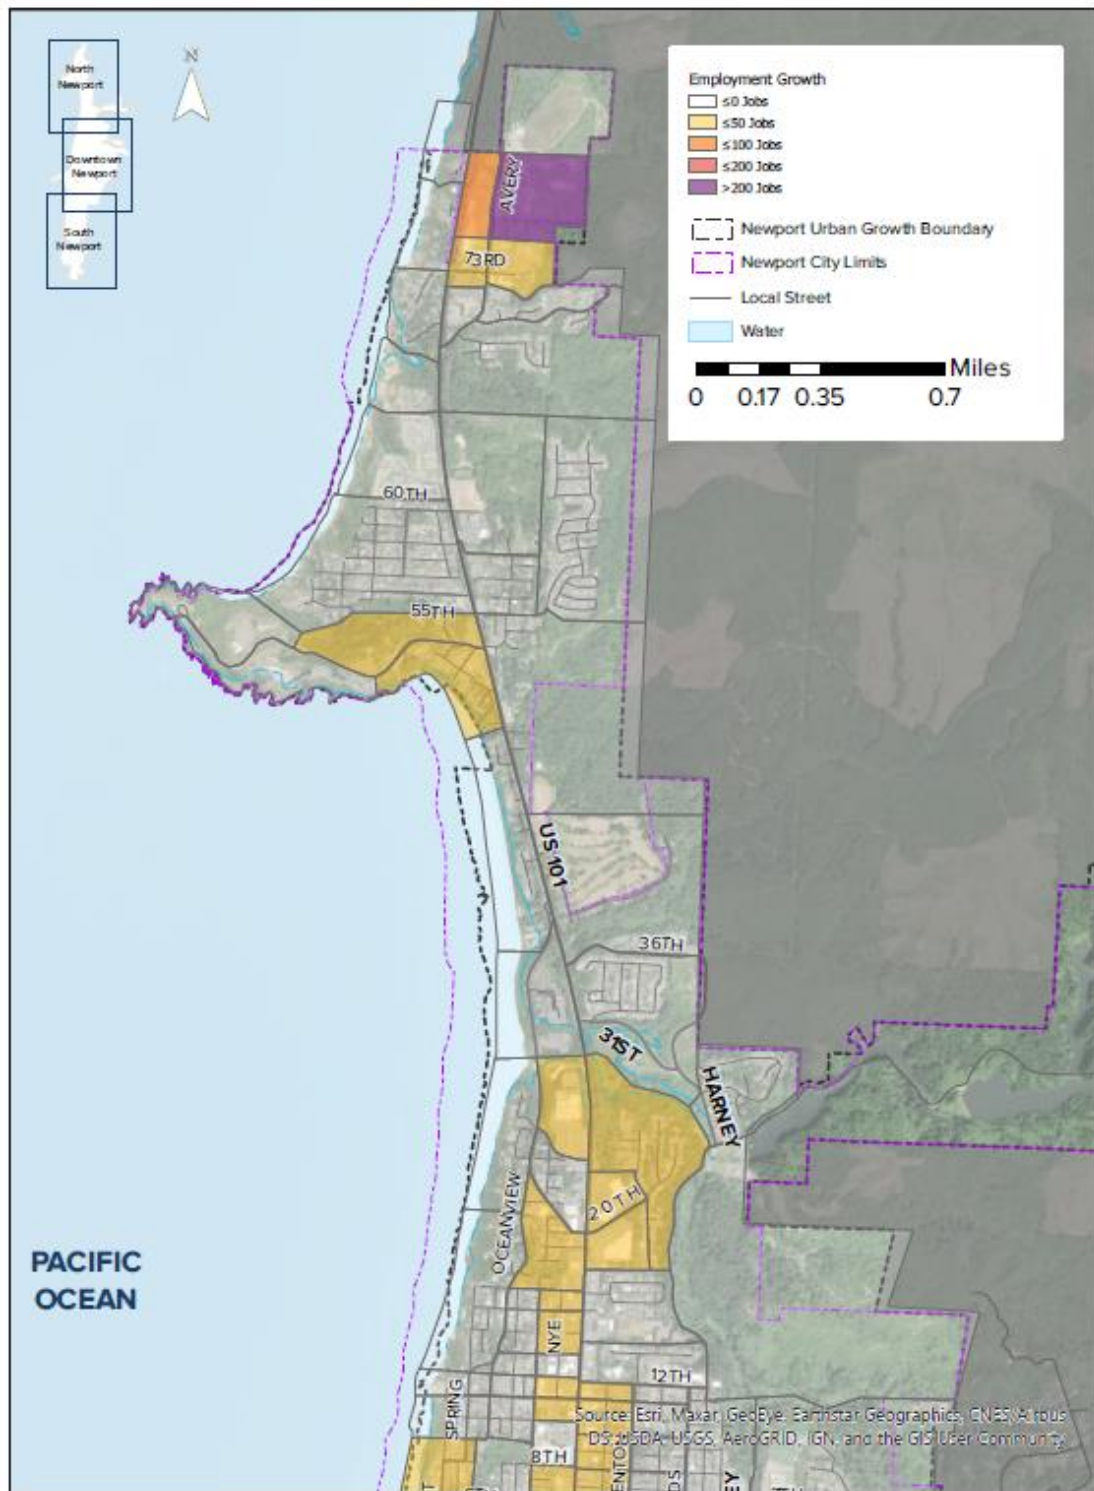 North
Newport
Downtown
Newport
South
Newport
N
Employment Growth
≤0 Jobs
≤50 Jobs
≤100 Jobs
≤200 Jobs
>200 Jobs
Newport Urban Growth Boundary
Newport City Limits
Local Street
Water
Miles
0 0.17 0.35 0.7
AVERY
73RD
60TH
55TH
US 101
36TH
31ST
HARNEY
20TH
OCEANVIEW
PACIFIC
OCEAN
NYE
12TH
SPRING
8TH
Source: Esri, Maxar, GeoEye, Earthstar Geographics, CNES/Airbus
DS, USDA, USGS, AeroGRID, IGN, and the GIS User Community